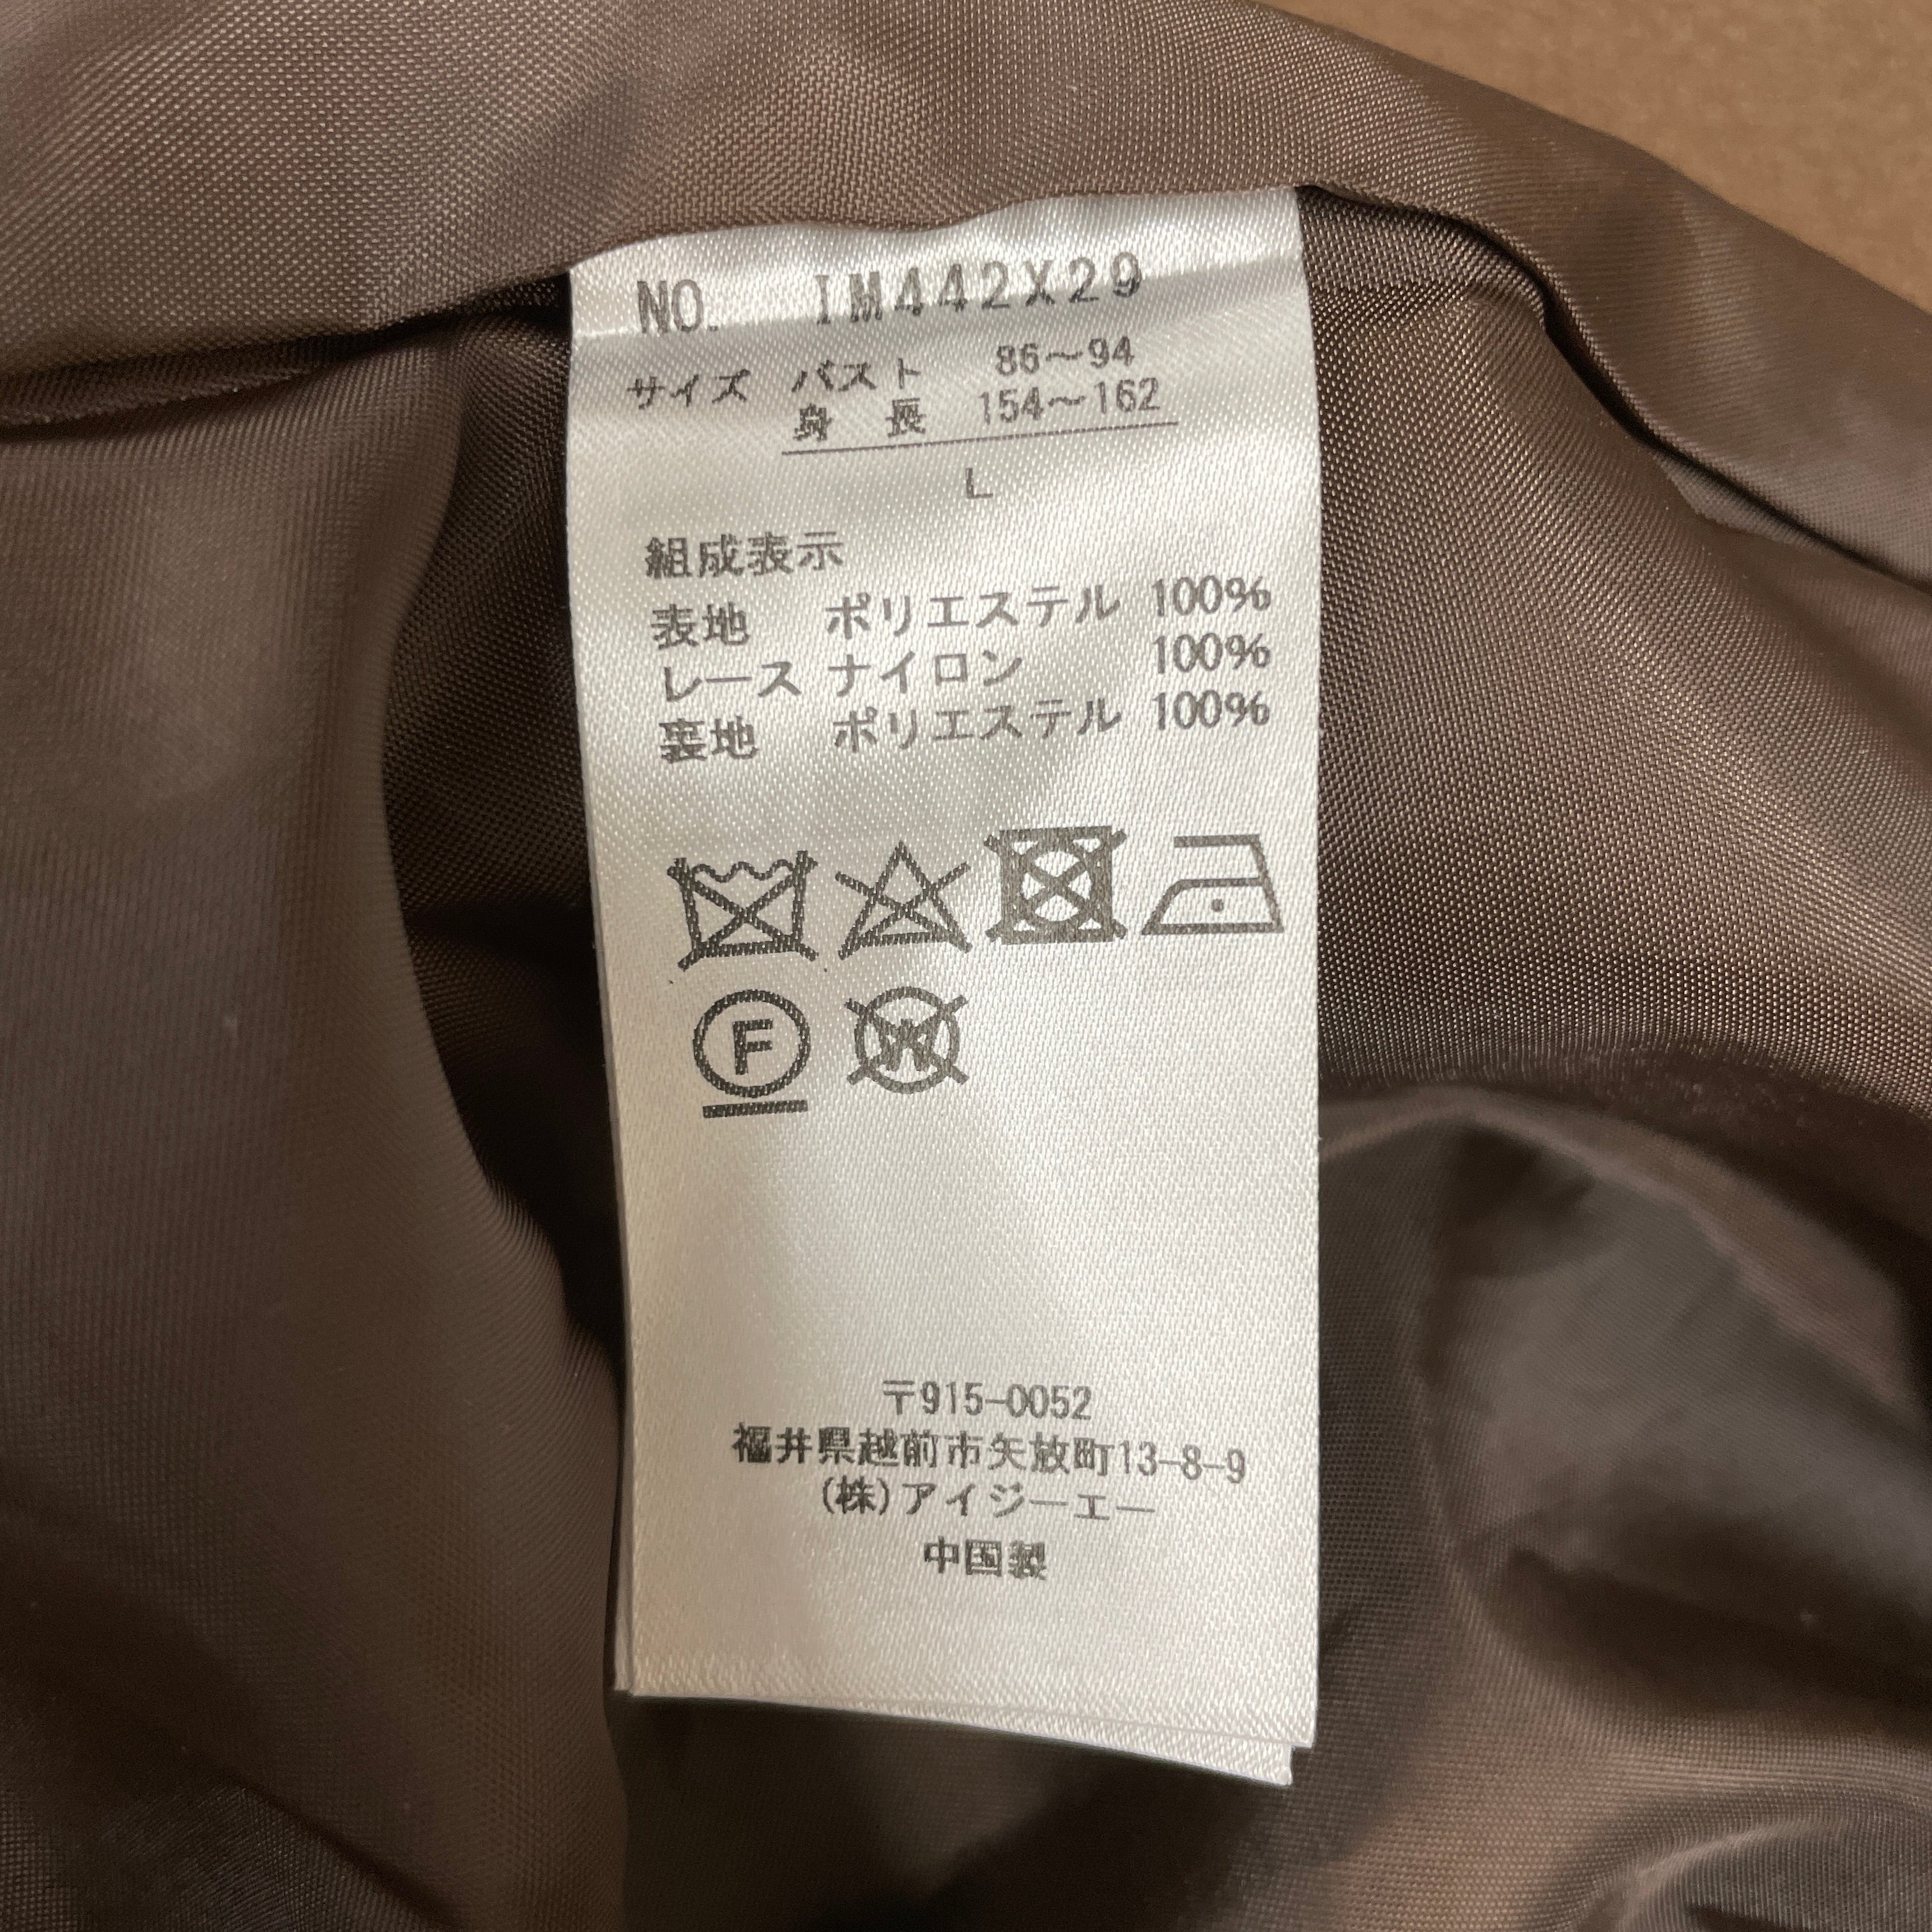 NO. IM442X29
サイズ バスト 86～94
身長 154～162
L
組成表示
表地 ポリエステル 100%
レース ナイロン 100%
裏地 ポリエステル 100%
F
W
〒915-0052
福井県越前市矢放町13-8-9
(株)アイジーエー
中国製